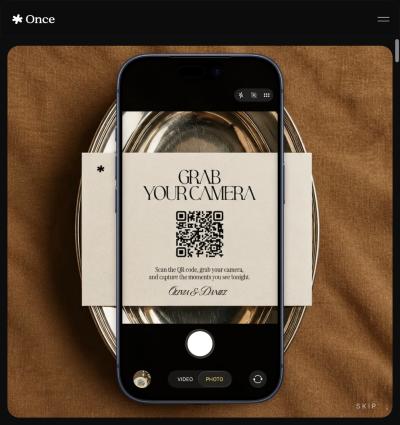 Once
GRAB
YOUR CAMERA
Scan the QR code, grab your camera,
and capture the moments you see tonight.
Olivia & Daniel
VIDEO PHOTO
SKIP